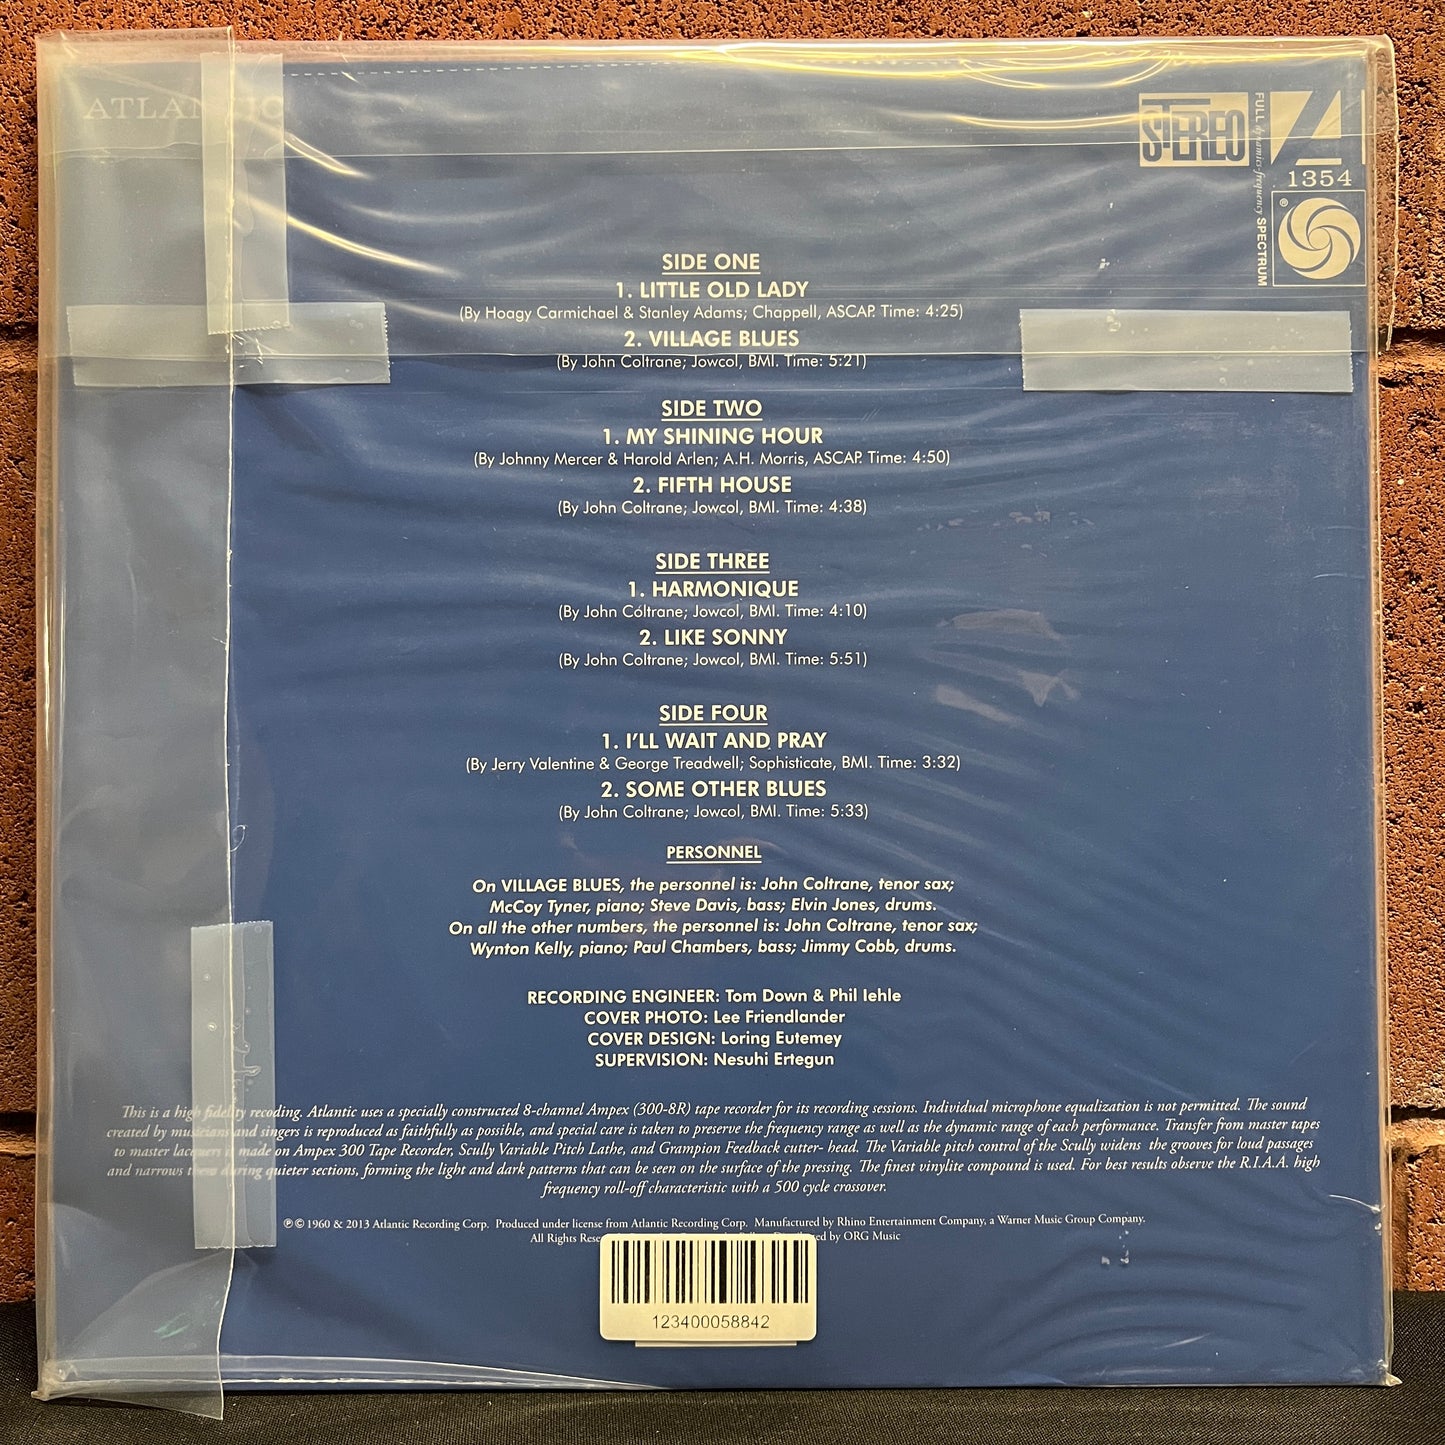 ATLANTIC
STEREO
FULL dynamics-frequency SPECTRUM
1354
®
SIDE ONE
1. LITTLE OLD LADY
(By Hoagy Carmichael & Stanley Adams; Chappell, ASCAP. Time: 4:25)
2. VILLAGE BLUES
(By John Coltrane; Jowcol, BMI. Time: 5:21)
SIDE TWO
1. MY SHINING HOUR
(By Johnny Mercer & Harold Arlen; A.H. Morris, ASCAP. Time: 4:50)
2. FIFTH HOUSE
(By John Coltrane; Jowcol, BMI. Time: 4:38)
SIDE THREE
1. HARMONIQUE
(By John Coltrane; Jowcol, BMI. Time: 4:10)
2. LIKE SONNY
(By John Coltrane; Jowcol, BMI. Time: 5:51)
SIDE FOUR
1. I'LL WAIT AND PRAY
(By Jerry Valentine & George Treadwell; Sophisticate, BMI. Time: 3:32)
2. SOME OTHER BLUES
(By John Coltrane; Jowcol, BMI. Time: 5:33)
PERSONNEL
On VILLAGE BLUES, the personnel is: John Coltrane, tenor sax;
McCoy Tyner, piano; Steve Davis, bass; Elvin Jones, drums.
On all the other numbers, the personnel is: John Coltrane, tenor sax;
Wynton Kelly, piano; Paul Chambers, bass; Jimmy Cobb, drums.
RECORDING ENGINEER: Tom Down & Phil Iehle
COVER PHOTO: Lee Friendlander
COVER DESIGN: Loring Eutemey
SUPERVISION: Nesuhi Ertegun
This is a high fidelity recoding. Atlantic uses a specially constructed 8-channel Ampex (300-8R) tape recorder for its recording sessions. Individual microphone equalization is not permitted. The sound
created by musicians and singers is reproduced as faithfully as possible, and special care is taken to preserve the frequency range as well as the dynamic range of each performance. Transfer from master tapes
to master lacquers is made on Ampex 300 Tape Recorder, Scully Variable Pitch Lathe, and Grampion Feedback cutter- head. The Variable pitch control of the Scully widens the grooves for loud passages
and narrows these during quieter sections, forming the light and dark patterns that can be seen on the surface of the pressing. The finest vinylite compound is used. For best results observe the R.I.A.A. high
frequency roll-off characteristic with a 500 cycle crossover.
℗ © 1960 & 2013 Atlantic Recording Corp. Produced under license from Atlantic Recording Corp. Manufactured by Rhino Entertainment Company, a Warner Music Group Company.
All Rights by ORG Music
123400058842